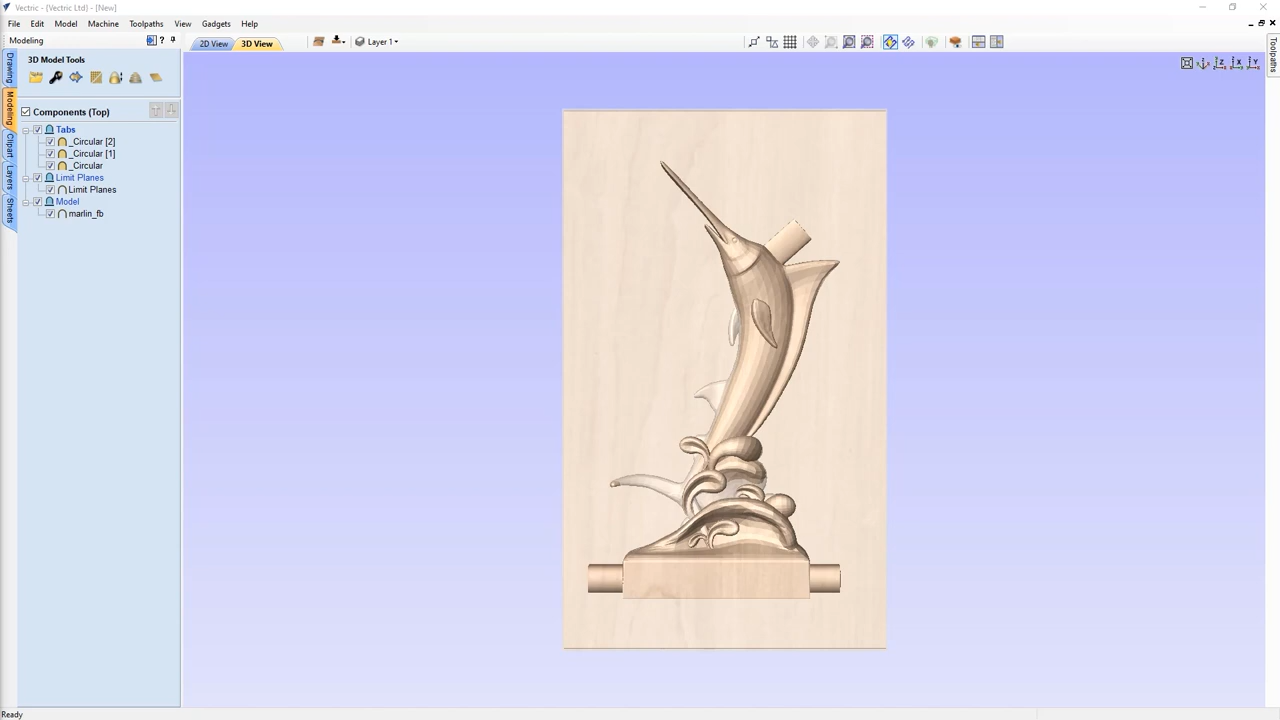 Vectric - {Vectric Ltd} - [New]
File Edit Model Machine Toolpaths View Gadgets Help
Modeling ?
2D View 3D View Layer 1
3D Model Tools
Drawing
Modeling
Clipart
Layers
Sheets
Toolpaths
Components (Top)
Tabs
_Circular [2]
_Circular [1]
_Circular
Limit Planes
Limit Planes
Model
marlin_fb
Z X Y
Ready